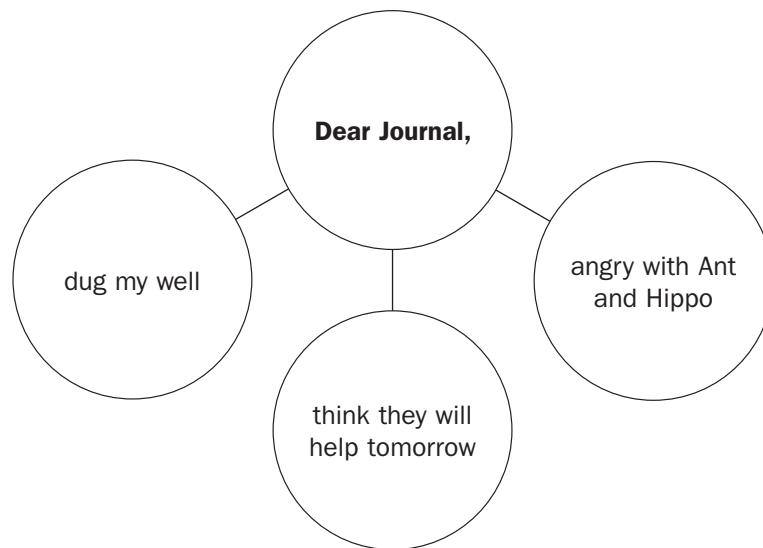 Dear Journal,
dug my well
angry with Ant
and Hippo
think they will
help tomorrow